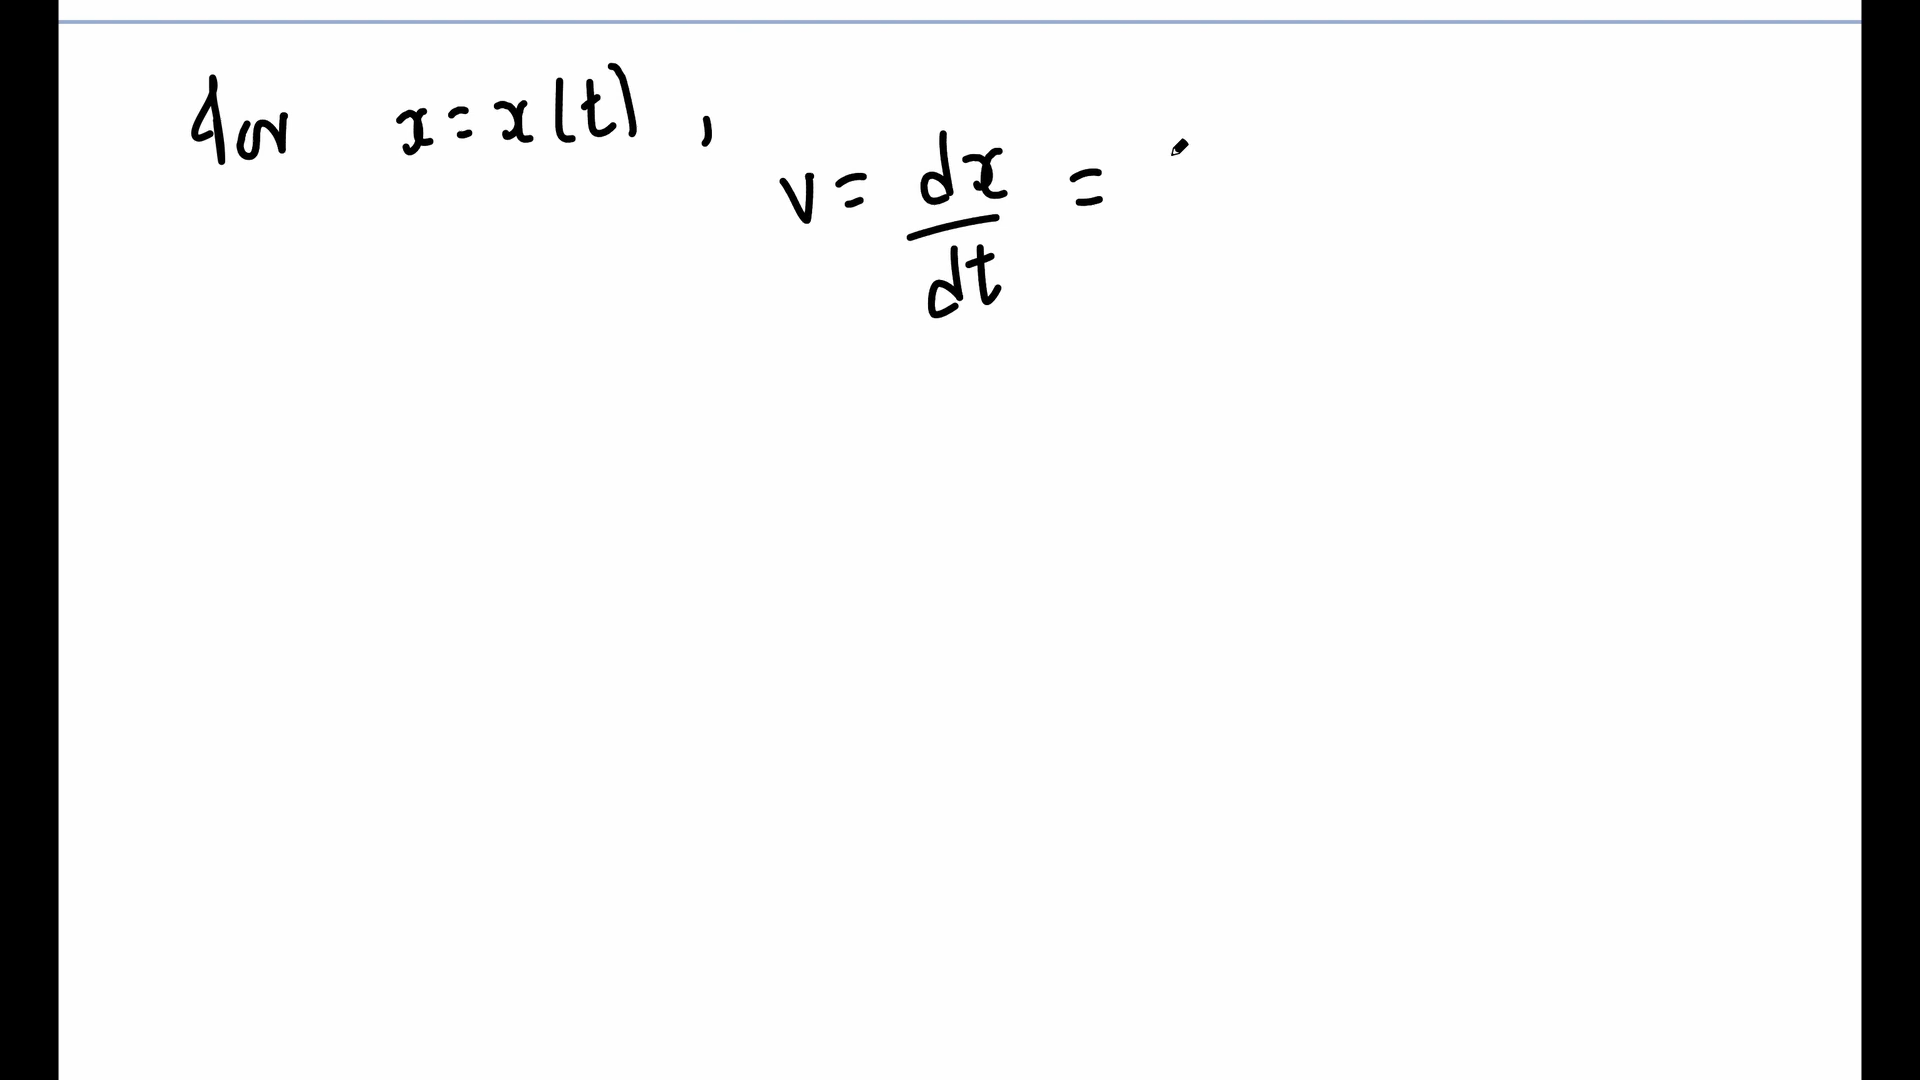 for x = x(t) ,
v = dx/dt =